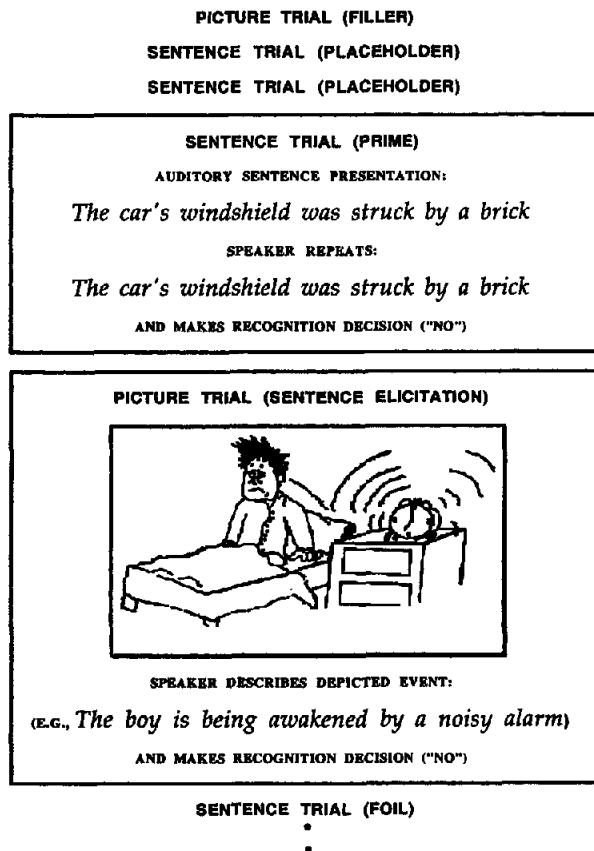 PICTURE TRIAL (FILLER)
SENTENCE TRIAL (PLACEHOLDER)
SENTENCE TRIAL (PLACEHOLDER)
SENTENCE TRIAL (PRIME)
AUDITORY SENTENCE PRESENTATION:
The car's windshield was struck by a brick
SPEAKER REPEATS:
The car's windshield was struck by a brick
AND MAKES RECOGNITION DECISION ("NO")
PICTURE TRIAL (SENTENCE ELICITATION)
SPEAKER DESCRIBES DEPICTED EVENT:
(E.G., The boy is being awakened by a noisy alarm)
AND MAKES RECOGNITION DECISION ("NO")
SENTENCE TRIAL (FOIL)